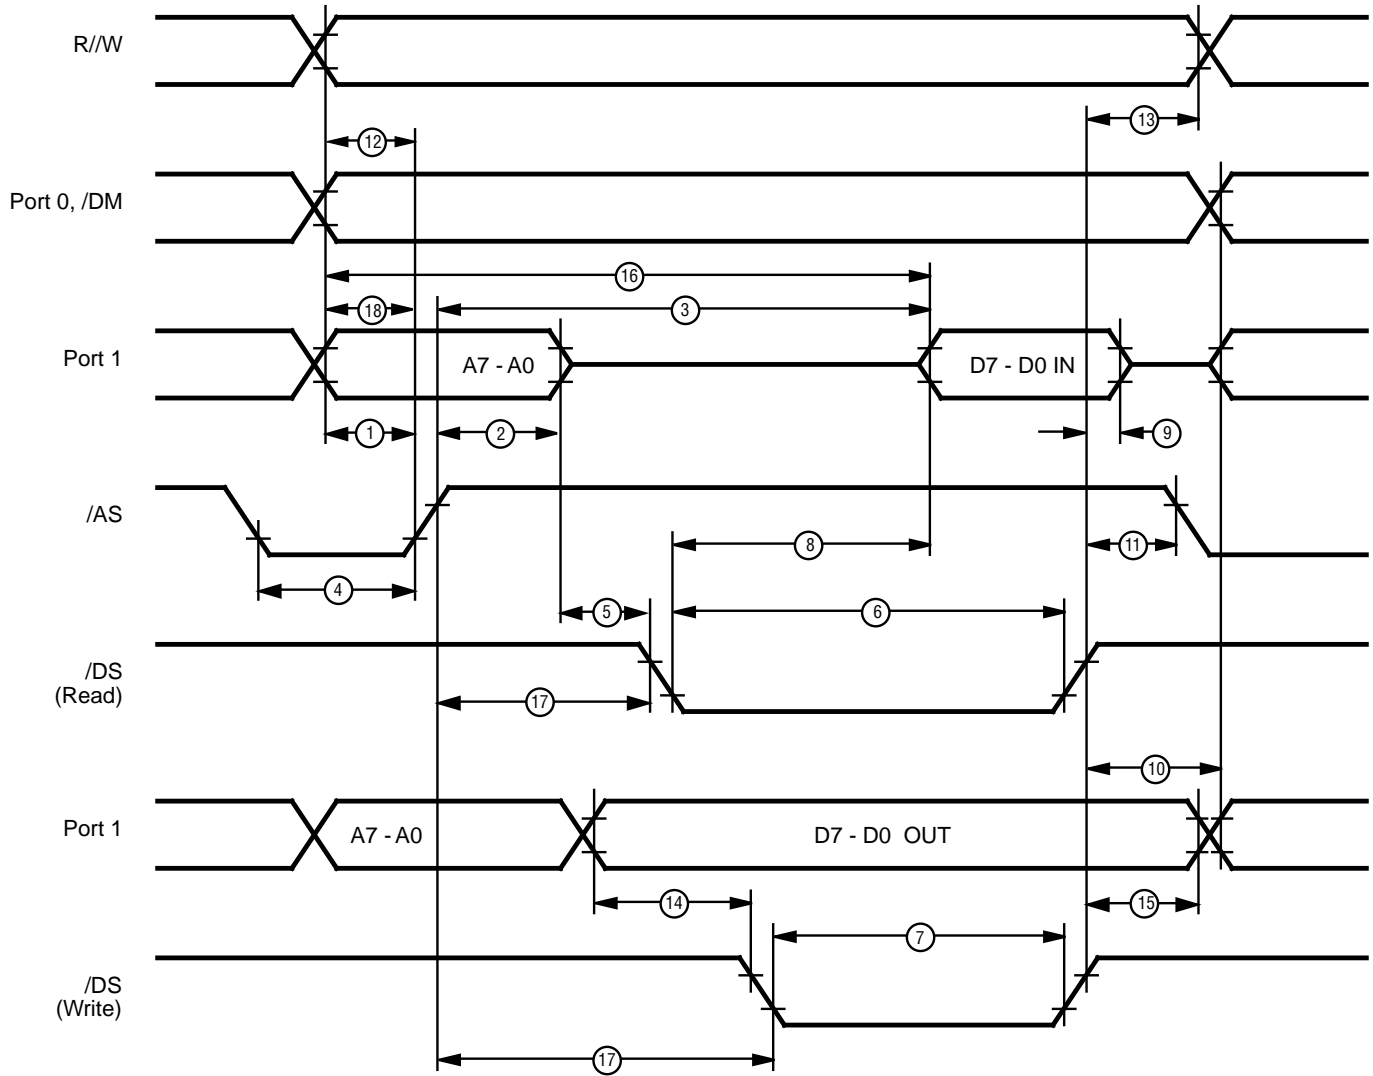 R//W
13
12
Port 0, /DM
16
18
3
Port 1
A7 - A0
D7 - D0 IN
1
2
9
/AS
8
11
4
5
6
/DS
(Read)
17
10
Port 1
A7 - A0
D7 - D0 OUT
14
15
7
/DS
(Write)
17